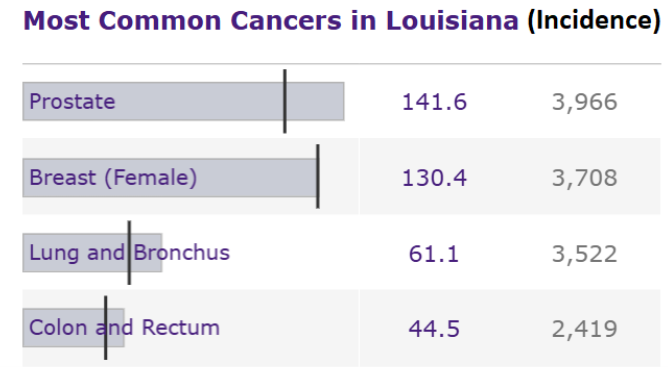 Most Common Cancers in Louisiana (Incidence)
Prostate 141.6 3,966
Breast (Female) 130.4 3,708
Lung and Bronchus 61.1 3,522
Colon and Rectum 44.5 2,419